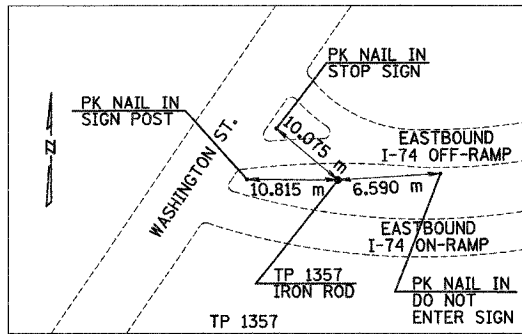 PK NAIL IN
STOP SIGN
PK NAIL IN
SIGN POST
WASHINGTON ST.
10.075 m
EASTBOUND
I-74 OFF-RAMP
N
10.815 m
6.590 m
EASTBOUND
I-74 ON-RAMP
TP 1357
IRON ROD
PK NAIL IN
DO NOT
ENTER SIGN
TP 1357